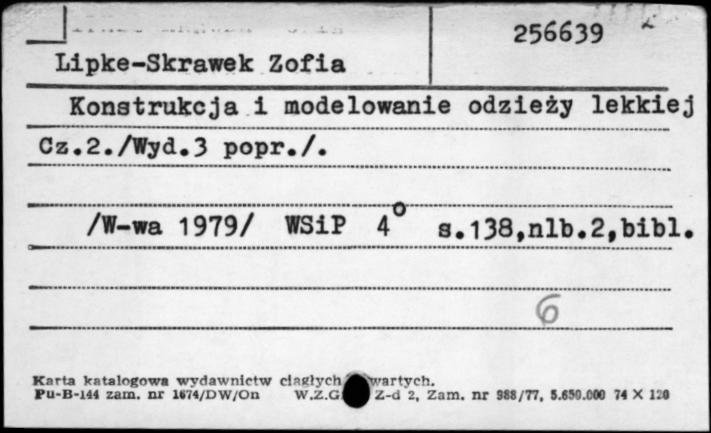 256639
Lipke-Skrawek Zofia
Konstrukcja i modelowanie odzieży lekkiej
Cz.2./Wyd.3 popr./.
/W-wa 1979/ WSiP 4° s.138,nlb.2,bibl.
6
Karta katalogowa wydawnictw ciągłych wartych.
Pu-B-144 zam. nr 1674/DW/On W.Z.G. Z-d 2, Zam. nr 988/77, 5.650.000 74 X 120